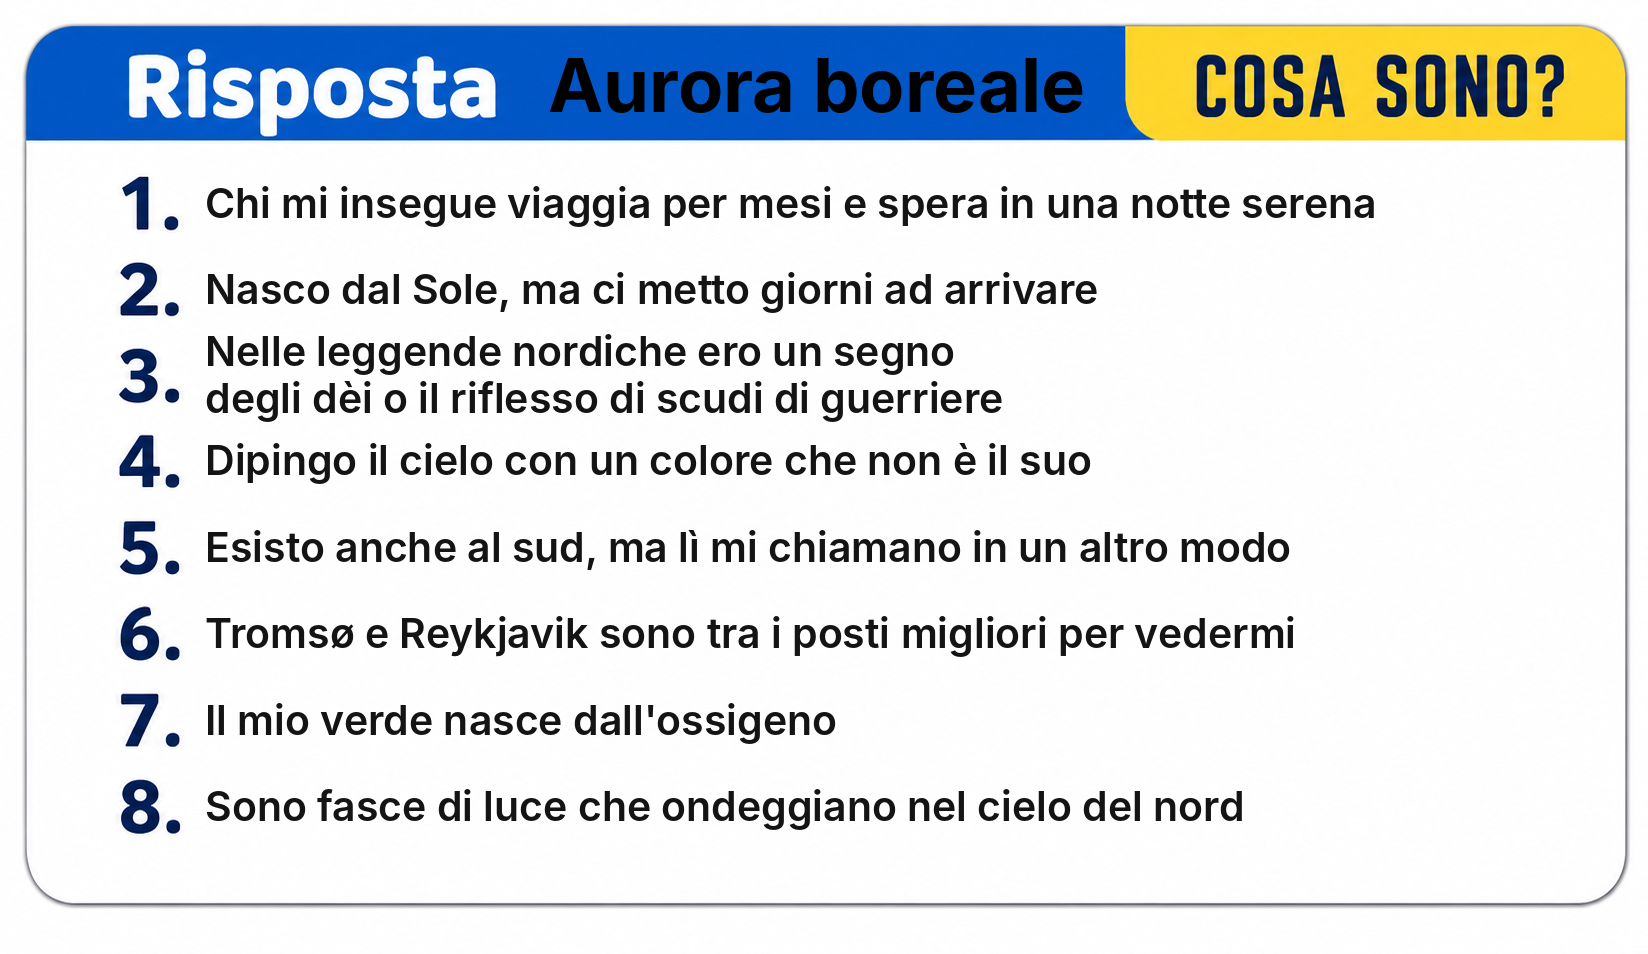 Risposta Aurora boreale COSA SONO?
1. Chi mi insegue viaggia per mesi e spera in una notte serena
2. Nasco dal Sole, ma ci metto giorni ad arrivare
3. Nelle leggende nordiche ero un segno
degli dèi o il riflesso di scudi di guerriere
4. Dipingo il cielo con un colore che non è il suo
5. Esisto anche al sud, ma lì mi chiamano in un altro modo
6. Tromsø e Reykjavik sono tra i posti migliori per vedermi
7. Il mio verde nasce dall'ossigeno
8. Sono fasce di luce che ondeggiano nel cielo del nord